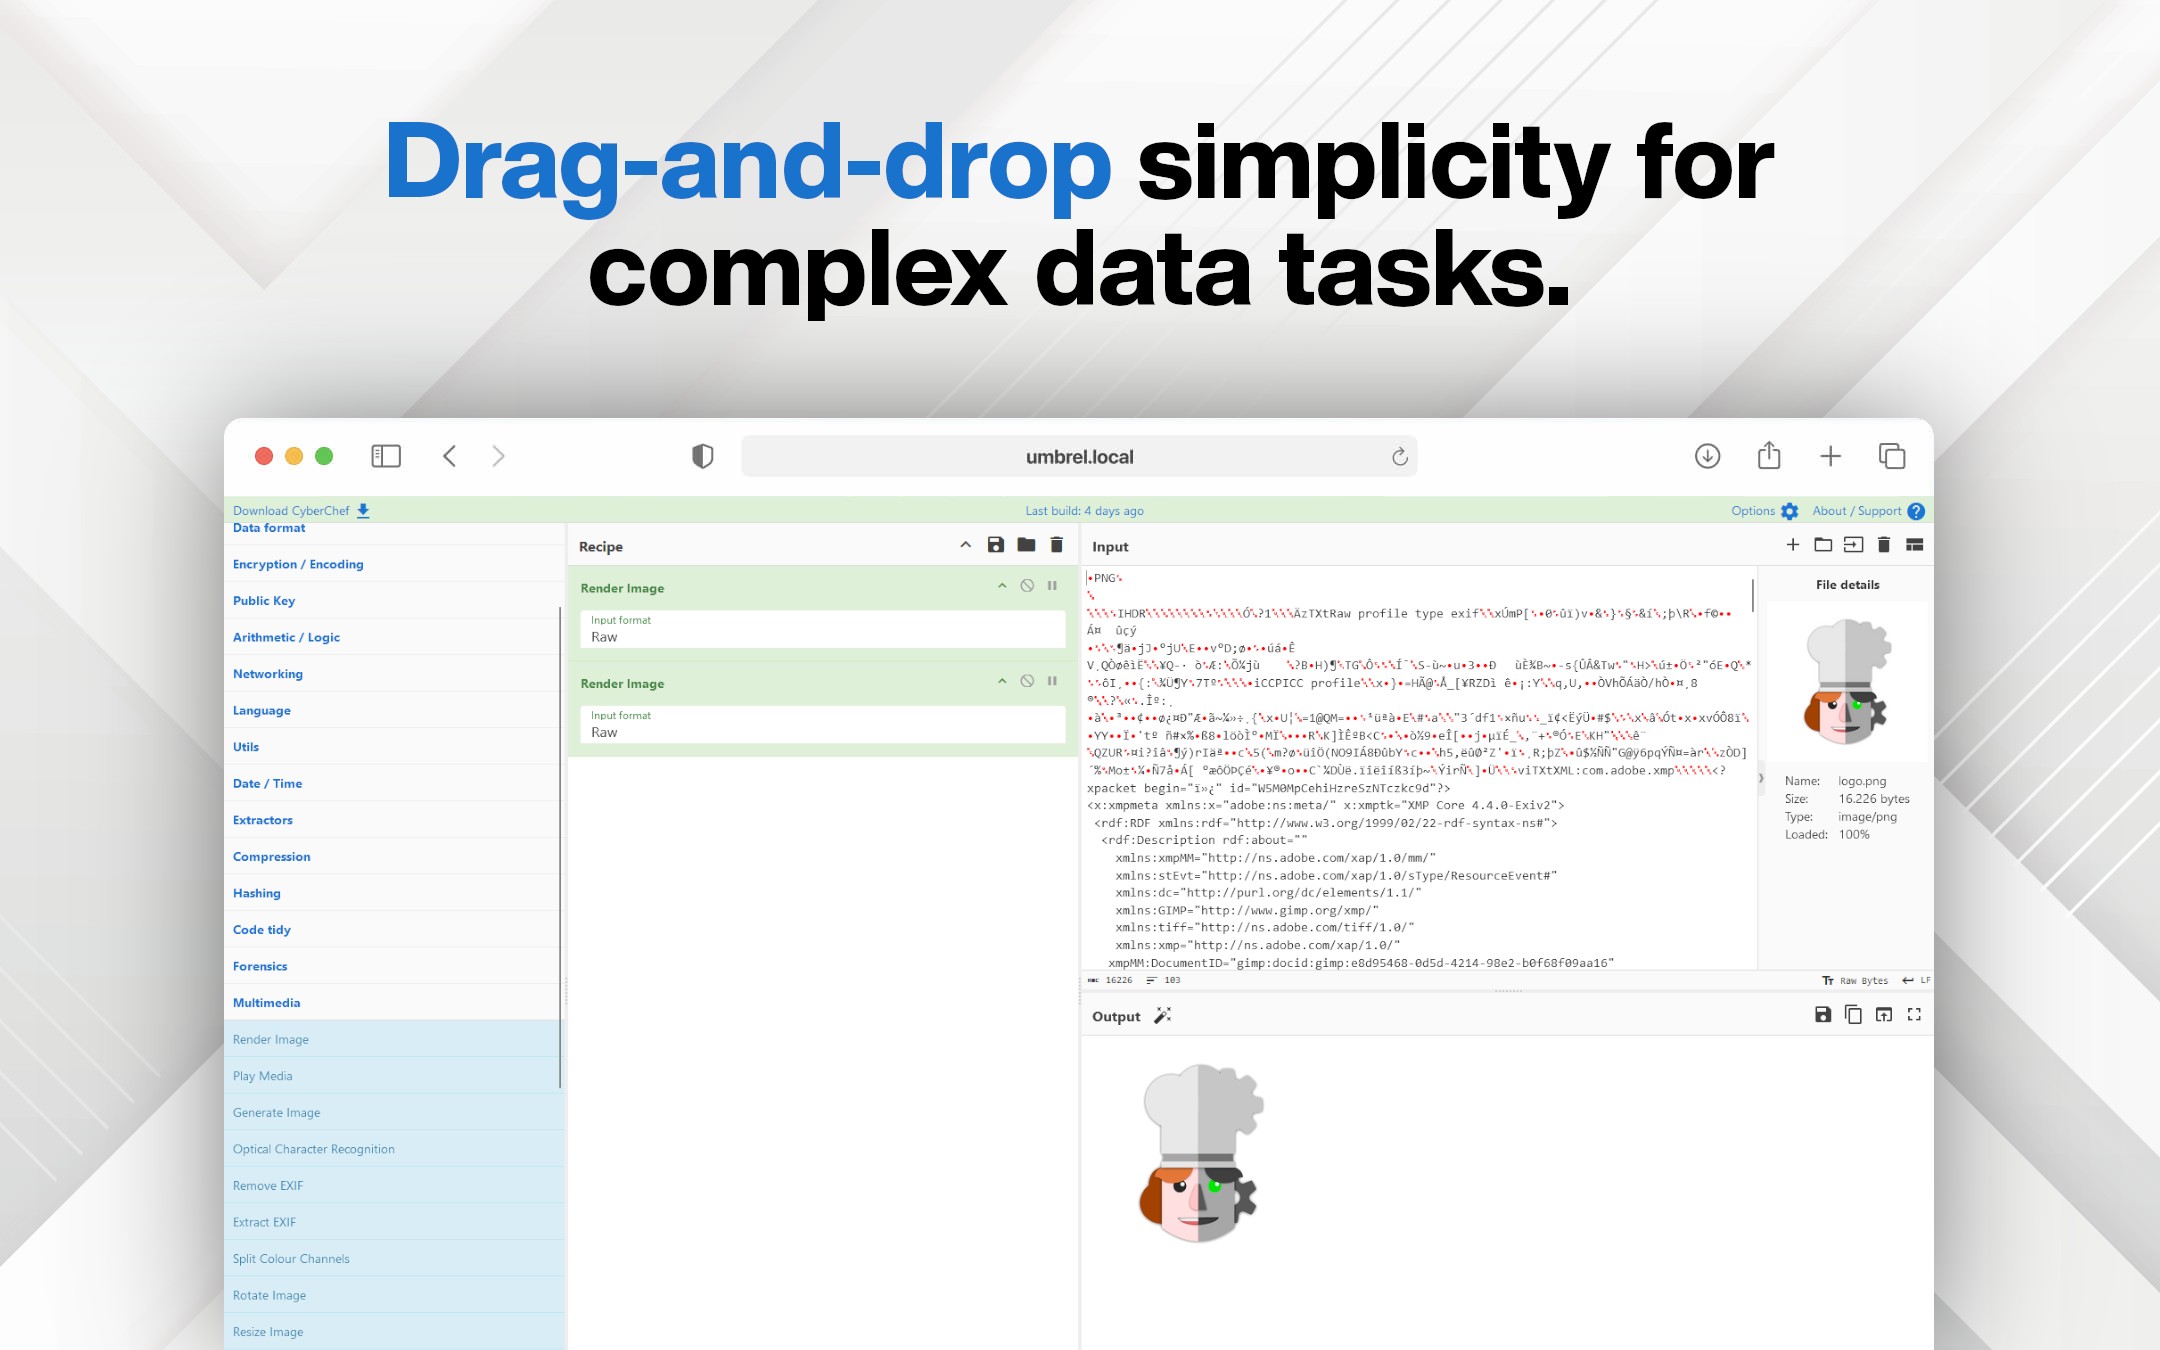 Drag-and-drop simplicity for
complex data tasks.
umbrel.local
Download CyberChef
Last build: 4 days ago
Options
About / Support
Data format
Encryption / Encoding
Public Key
Arithmetic / Logic
Networking
Language
Utils
Date / Time
Extractors
Compression
Hashing
Code tidy
Forensics
Multimedia
Render Image
Play Media
Generate Image
Optical Character Recognition
Remove EXIF
Extract EXIF
Split Colour Channels
Rotate Image
Resize Image
Recipe
Render Image
Input format
Raw
Render Image
Input format
Raw
Input
PNG
IHDR
Raw profile type exif
iCCPICC profile
XML:com.adobe.xmp
xpacket begin="ï»¿" id="W5M0MpCehiHzreSzNTczkc9d"?>
<x:xmpmeta xmlns:x="adobe:ns:meta/" x:xmptk="XMP Core 4.4.0-Exiv2">
<rdf:RDF xmlns:rdf="http://www.w3.org/1999/02/22-rdf-syntax-ns#">
<rdf:Description rdf:about=""
xmlns:xmpMM="http://ns.adobe.com/xap/1.0/mm/"
xmlns:stEvt="http://ns.adobe.com/xap/1.0/sType/ResourceEvent#"
xmlns:dc="http://purl.org/dc/elements/1.1/"
xmlns:GIMP="http://www.gimp.org/xmp/"
xmlns:tiff="http://ns.adobe.com/tiff/1.0/"
xmlns:xmp="http://ns.adobe.com/xap/1.0/"
xmpMM:DocumentID="gimp:docid:gimp:e8d95468-0d5d-4214-98e2-b0f68f09aa16"
16226 103
Raw Bytes LF
File details
Name: logo.png
Size: 16.226 bytes
Type: image/png
Loaded: 100%
Output